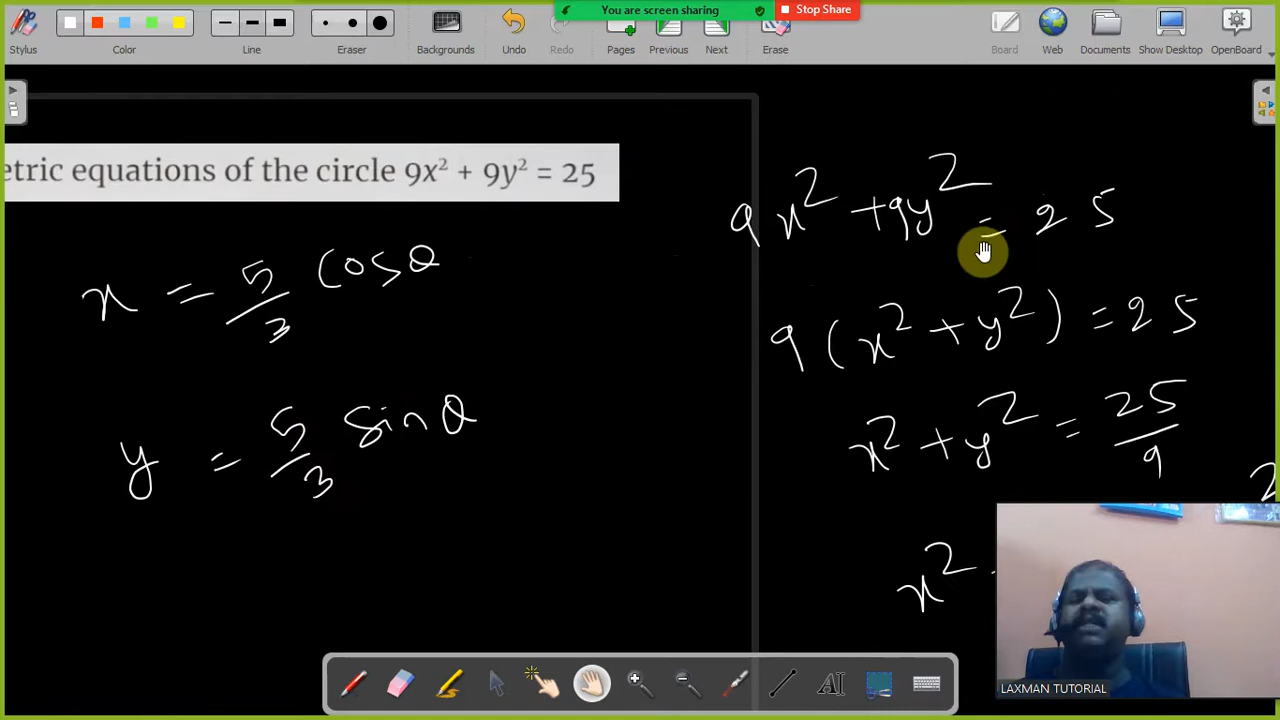 You are screen sharing
Stop Share
Stylus
Color
Line
Eraser
Backgrounds
Undo
Redo
Pages
Previous
Next
Erase
Board
Web
Documents
Show Desktop
OpenBoard
etric equations of the circle 9x² + 9y² = 25
x = 5/3 cosθ
y = 5/3 sinθ
9x² + 9y² = 25
9(x² + y²) = 25
x² + y² = 25/9
2
x²
AI
LAXMAN TUTORIAL